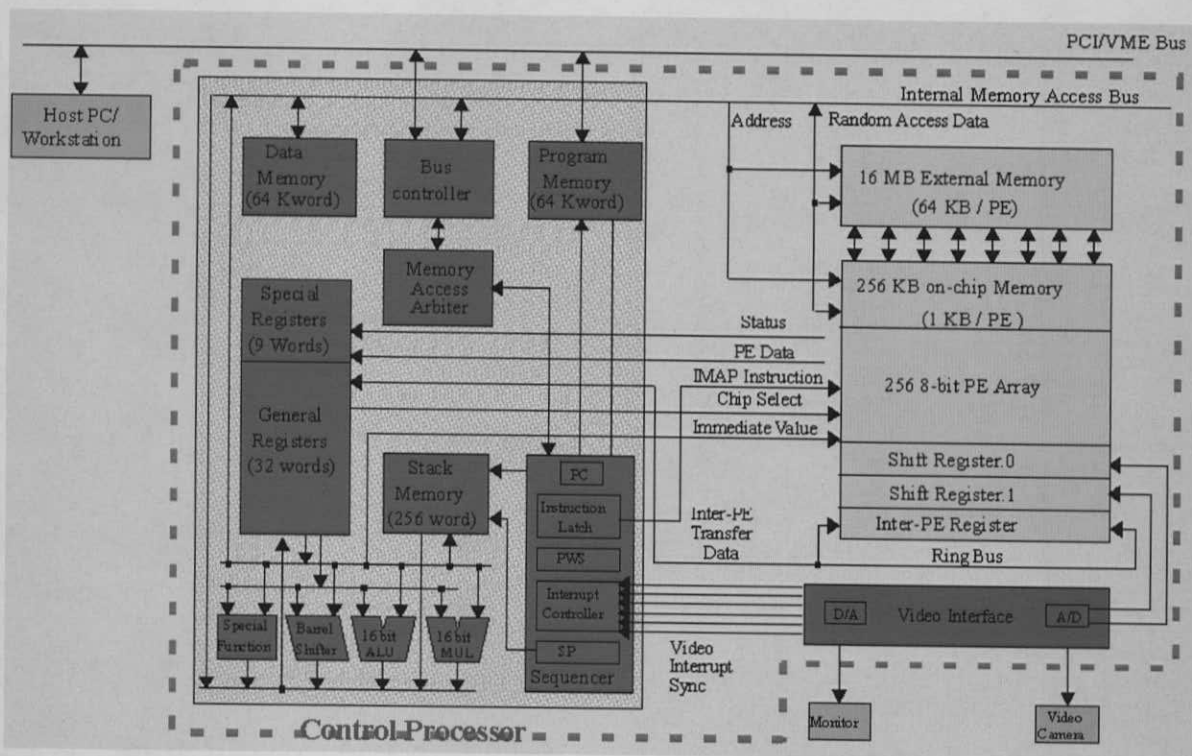 PCI/VME Bus
Host PC/
Workstation
Internal Memory Access Bus
Address
Random Access Data
Data
Memory
(64 Kword)
Bus
controller
Program
Memory
(64 Kword)
16 MB External Memory
(64 KB / PE)
Memory
Access
Arbiter
256 KB on-chip Memory
(1 KB / PE )
Special
Registers
(9 Words)
Status
PE Data
IMAP Instruction
Chip Select
Immediate Value
256 8-bit PE Array
General
Registers
(32 words)
Stack
Memory
(256 word)
PC
Instruction
Latch
PWS
Interrupt
Controller
SP
Sequencer
Shift Register.0
Shift Register.1
Inter-PE Register
Inter-PE
Transfer
Data
Ring Bus
Special
Function
Barrel
Shifter
16bit
ALU
16bit
MUL
D/A
Video Interface
A/D
Video
Interrupt
Sync
Control Processor
Monitor
Video
Camera